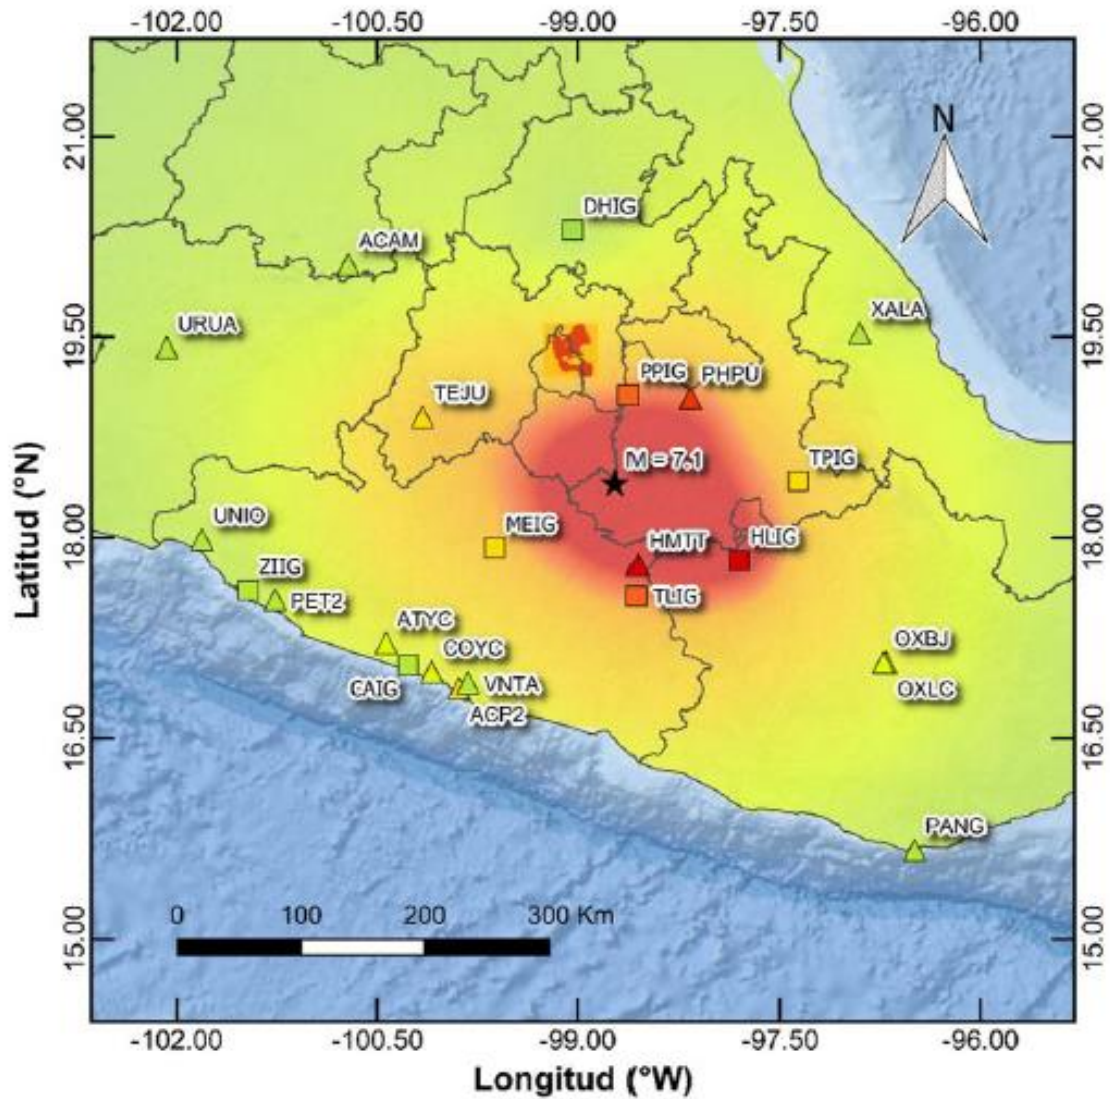 -102.00 -100.50 -99.00 -97.50 -96.00
N
21.00 21.00
DHIG
ACAM
XALA
URUA
19.50 19.50
PPIG PHPU
TEJU
M = 7.1 TPIG
UNIO
MEIG HMTT HLIG
18.00 18.00
ZIIG
PET2 TLIG
ATYC
COYC OXBJ
CAIG VNTA OXLC
ACP2
16.50 16.50
PANG
0 100 200 300 Km
15.00 15.00
-102.00 -100.50 -99.00 -97.50 -96.00
Longitud (°W)
Latitud (°N)